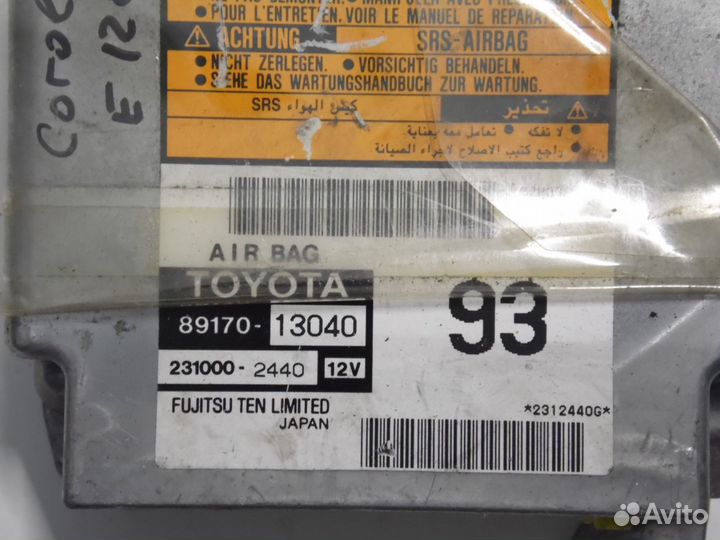 Corol
E120
• POUR L'ENTRETIEN, VOIR LE MANUEL DE REPARATION.
ACHTUNG SRS-AIRBAG
• NICHT ZERLEGEN. • VORSICHTIG BEHANDELN.
• SIEHE DAS WARTUNGSHANDBUCH ZUR WARTUNG.
تحذير كيس الهواء SRS
• لا تفكه • تعامل معه بعناية.
• راجع كتيب الاصلاح لاجراء الصيانة
AIR BAG
TOYOTA
93
89170-13040
231000-2440 12V
FUJITSU TEN LIMITED
JAPAN
*2312440G*
Avito